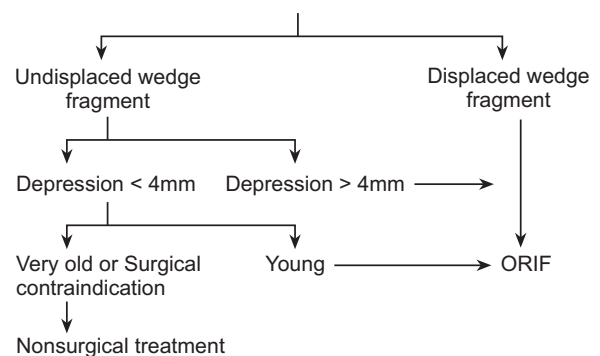 Undisplaced wedge
fragment
Displaced wedge
fragment
Depression < 4mm
Depression > 4mm
Very old or Surgical
contraindication
Young
ORIF
Nonsurgical treatment